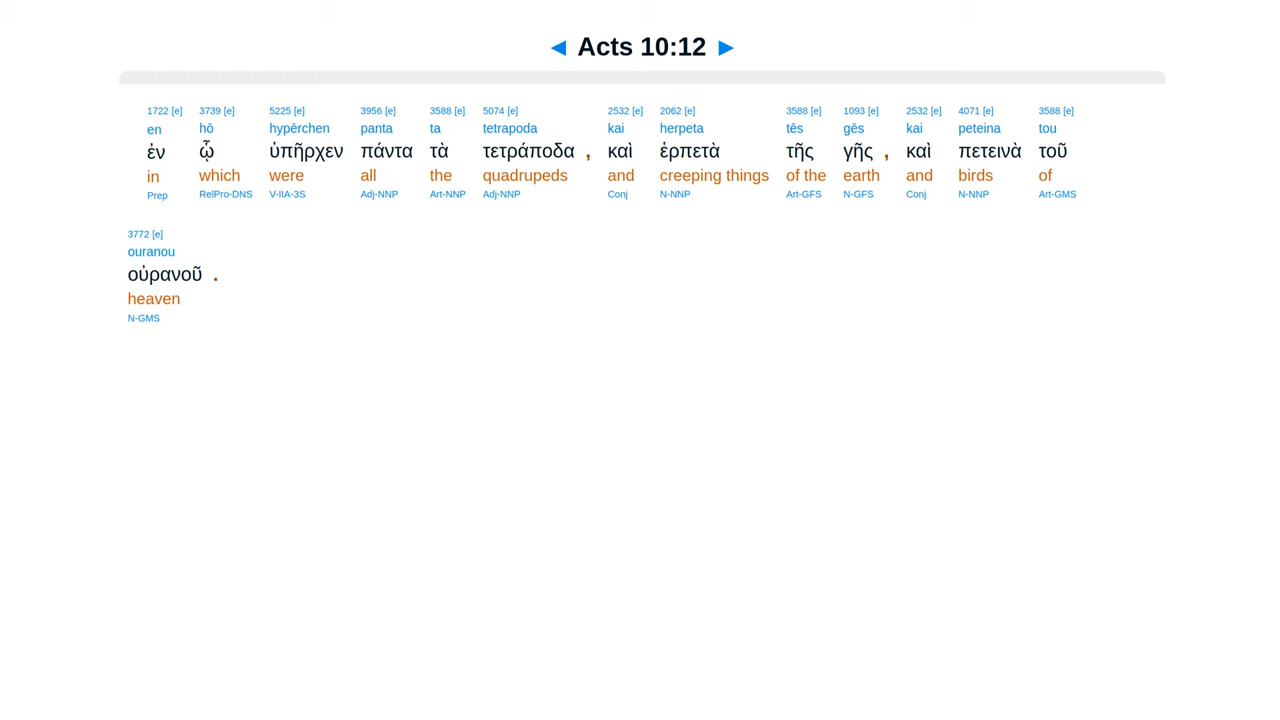 ◄ Acts 10:12 ►
1722 [e] 3739 [e] 5225 [e] 3956 [e] 3588 [e] 5074 [e] 2532 [e] 2062 [e] 3588 [e] 1093 [e] 2532 [e] 4071 [e] 3588 [e]
en hō hypērchen panta ta tetrapoda kai herpeta tēs gēs kai peteina tou
ἐν ᾧ ὑπῆρχεν πάντα τὰ τετράποδα , καὶ ἑρπετὰ τῆς γῆς , καὶ πετεινὰ τοῦ
in which were all the quadrupeds and creeping things of the earth and birds of
Prep RelPro-DNS V-IIA-3S Adj-NNP Art-NNP Adj-NNP Conj N-NNP Art-GFS N-GFS Conj N-NNP Art-GMS
3772 [e]
ouranou
οὐρανοῦ .
heaven
N-GMS